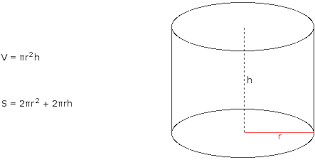 V = πr²h
h
S = 2πr² + 2πrh
r